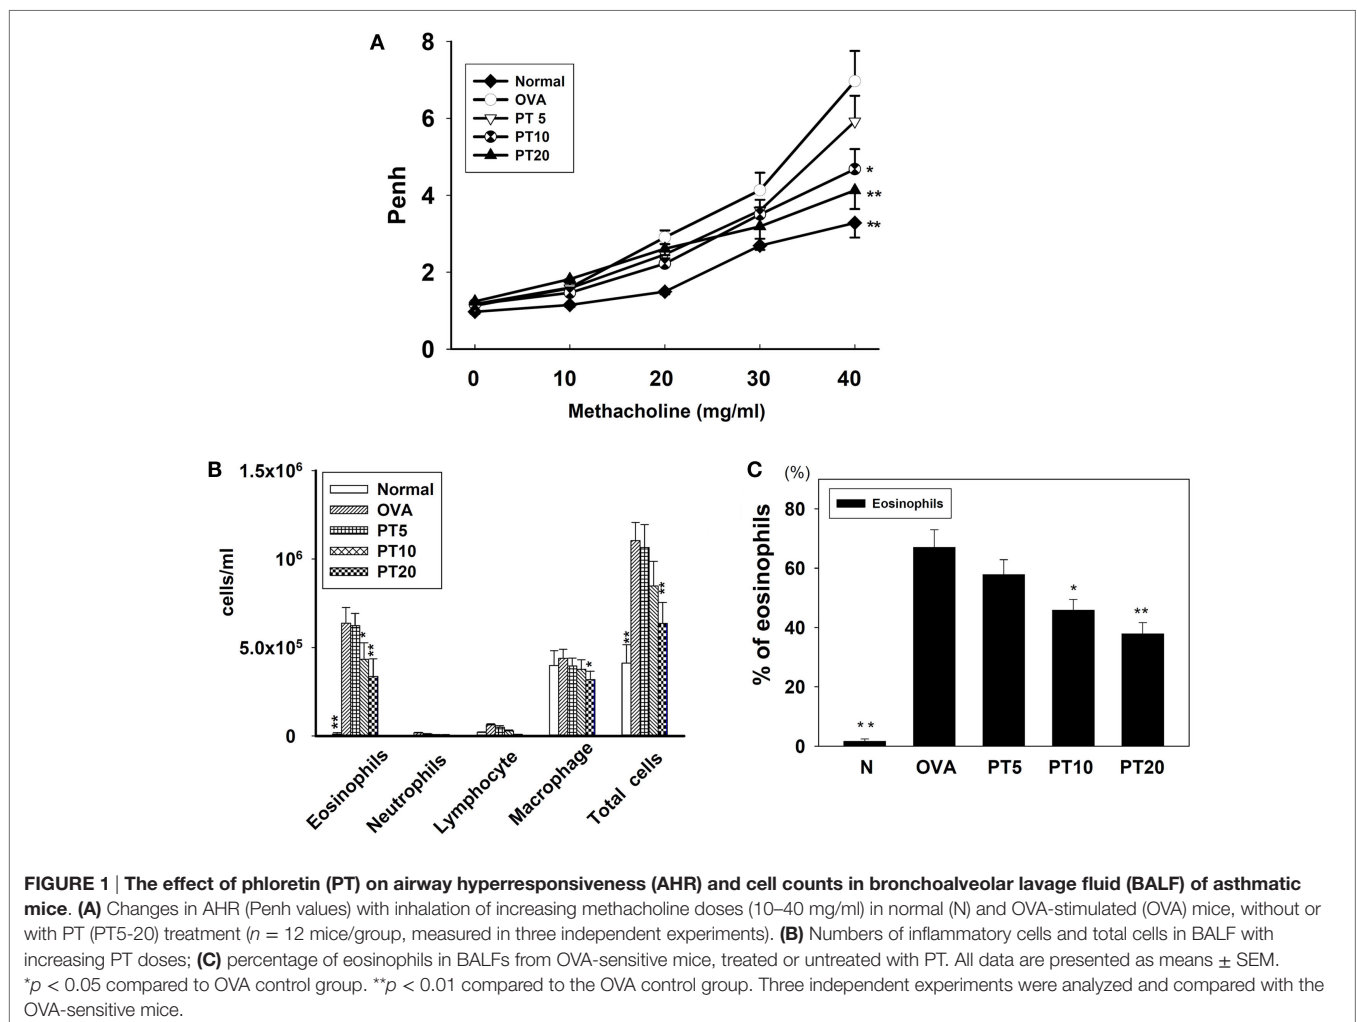 A
8
6
4
2
0
Penh
Normal
OVA
PT 5
PT10
PT20
*
**
**
0 10 20 30 40
Methacholine (mg/ml)
B
1.5x10⁶
10⁶
5.0x10⁵
0
cells/ml
Normal
OVA
PT5
PT10
PT20
**
*
**
*
**
**
Eosinophils
Neutrophils
Lymphocyte
Macrophage
Total cells
C
(%)
80
60
40
20
0
% of eosinophils
Eosinophils
* *
*
**
N OVA PT5 PT10 PT20
FIGURE 1 | The effect of phloretin (PT) on airway hyperresponsiveness (AHR) and cell counts in bronchoalveolar lavage fluid (BALF) of asthmatic
mice. (A) Changes in AHR (Penh values) with inhalation of increasing methacholine doses (10–40 mg/ml) in normal (N) and OVA-stimulated (OVA) mice, without or
with PT (PT5-20) treatment (n = 12 mice/group, measured in three independent experiments). (B) Numbers of inflammatory cells and total cells in BALF with
increasing PT doses; (C) percentage of eosinophils in BALFs from OVA-sensitive mice, treated or untreated with PT. All data are presented as means ± SEM.
*p < 0.05 compared to OVA control group. **p < 0.01 compared to the OVA control group. Three independent experiments were analyzed and compared with the
OVA-sensitive mice.